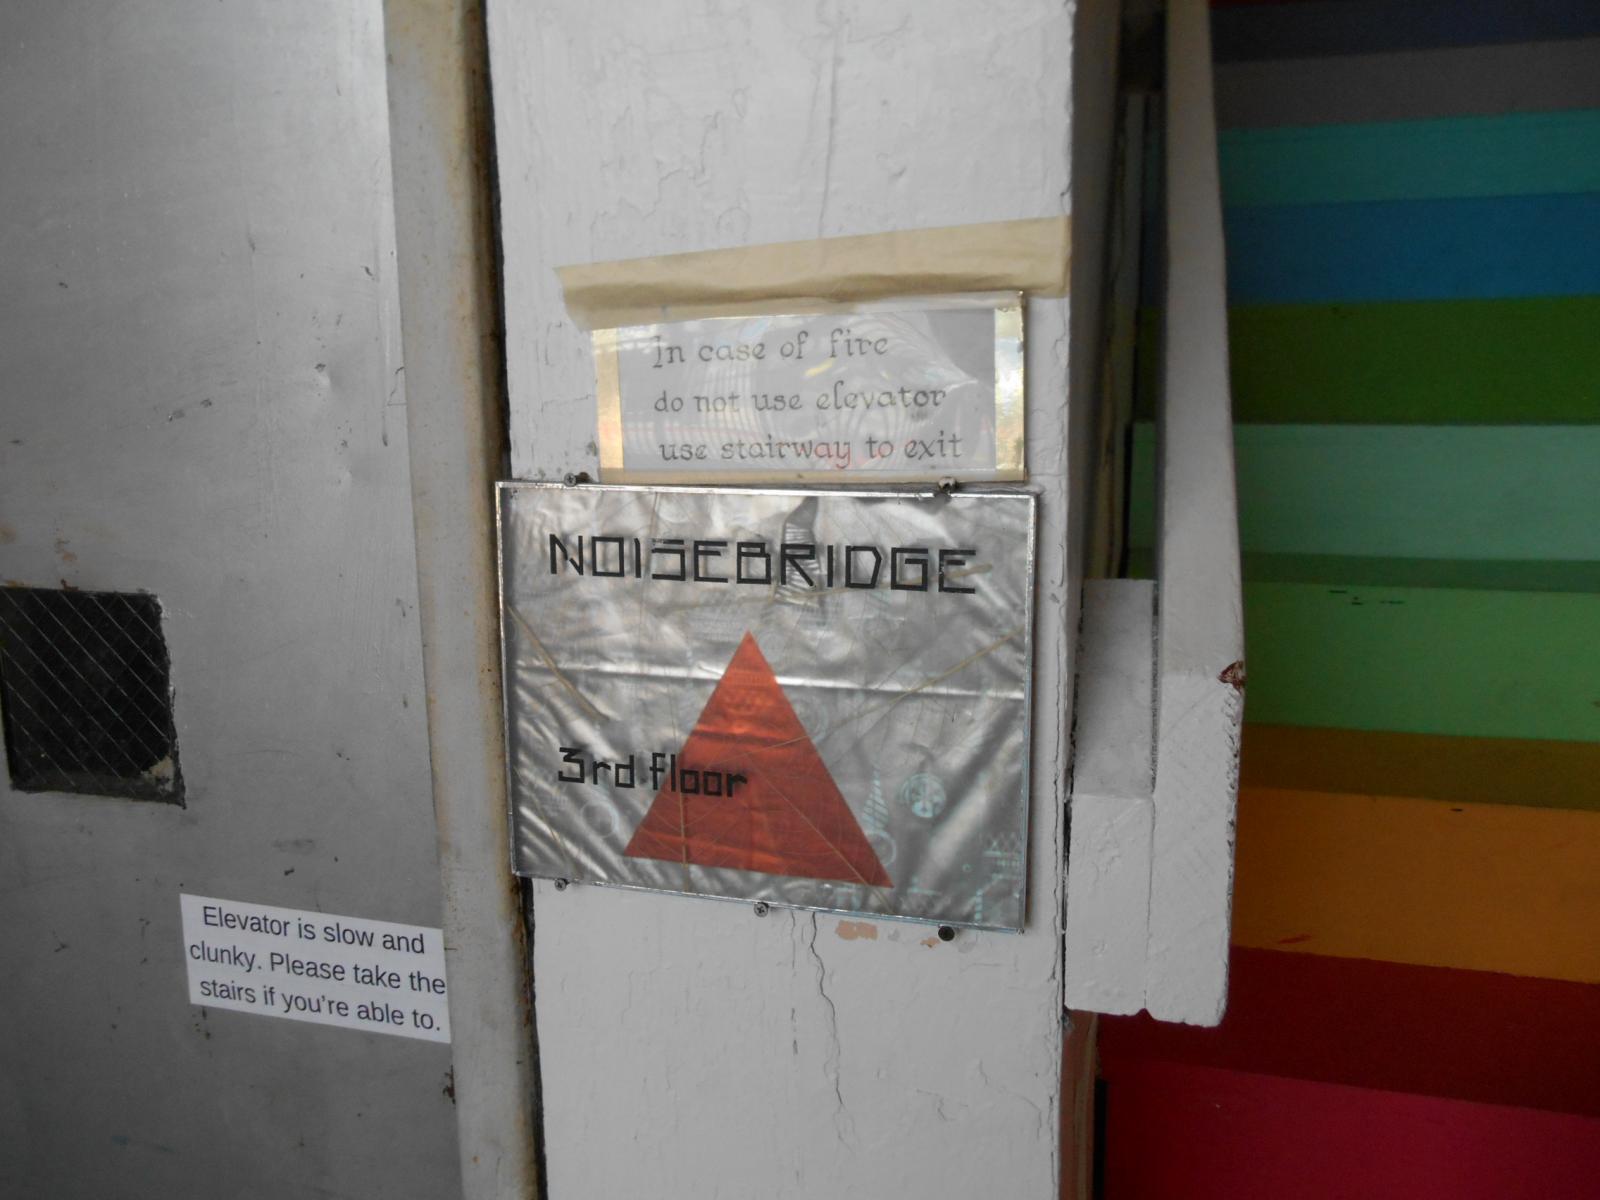 In case of fire
do not use elevator
use stairway to exit
NOISEBRIDGE
3rd floor
Elevator is slow and
clunky. Please take the
stairs if you're able to.